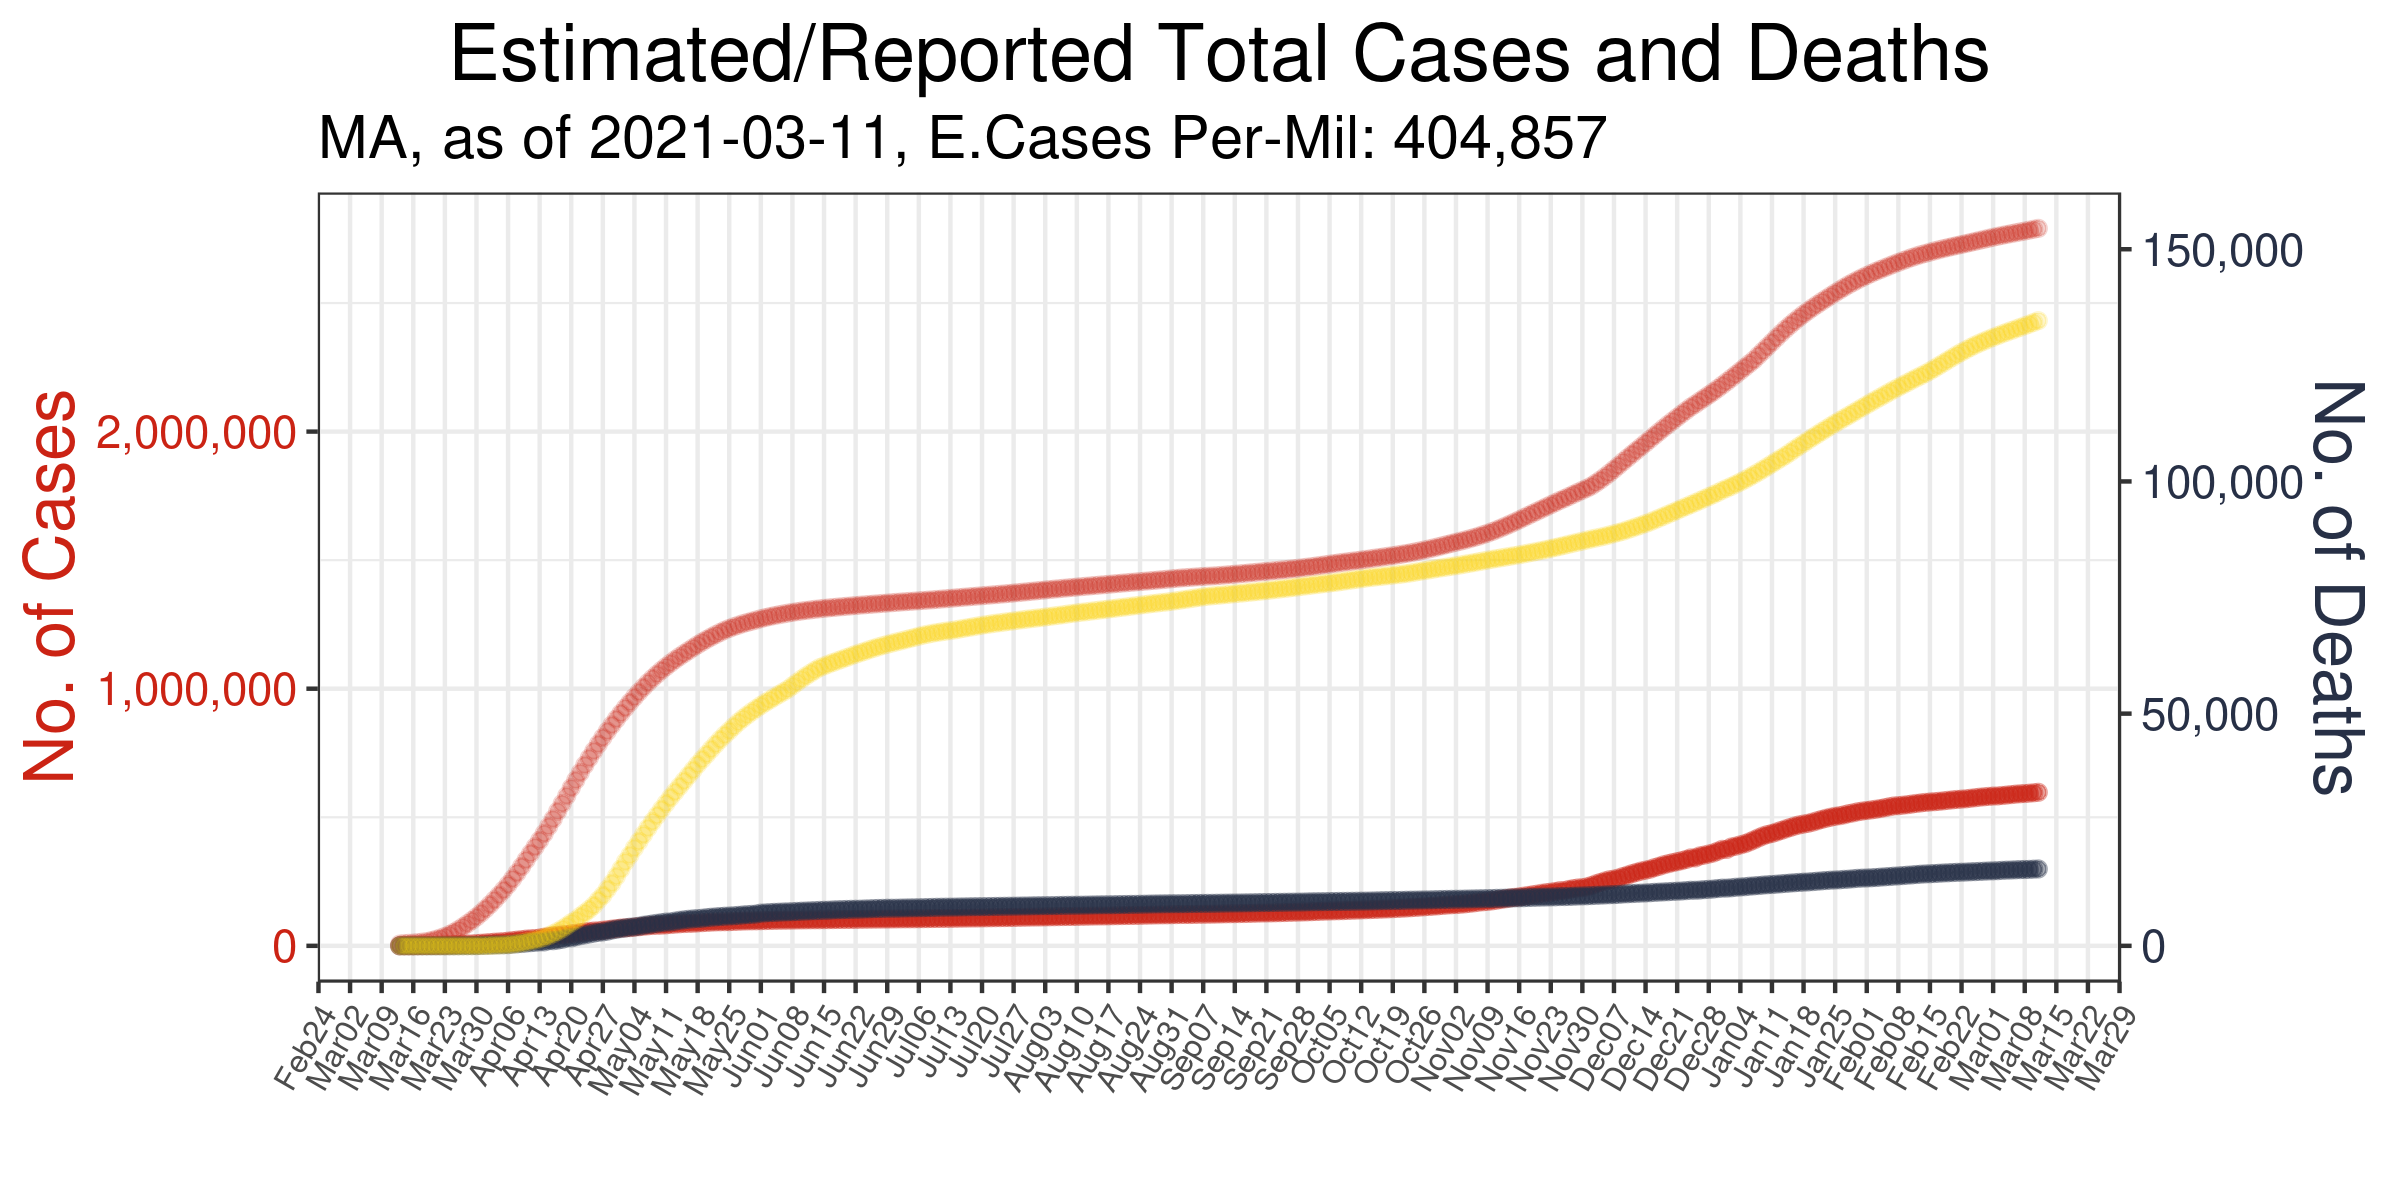 Estimated/Reported Total Cases and Deaths
MA, as of 2021-03-11, E.Cases Per-Mil: 404,857
No. of Cases
2,000,000
1,000,000
0
150,000
100,000
50,000
0
No. of Deaths
Feb24
Mar02
Mar09
Mar16
Mar23
Mar30
Apr06
Apr13
Apr20
Apr27
May04
May11
May18
May25
Jun01
Jun08
Jun15
Jun22
Jun29
Jul06
Jul13
Jul20
Jul27
Aug03
Aug10
Aug17
Aug24
Aug31
Sep07
Sep14
Sep21
Sep28
Oct05
Oct12
Oct19
Oct26
Nov02
Nov09
Nov16
Nov23
Nov30
Dec07
Dec14
Dec21
Dec28
Jan04
Jan11
Jan18
Jan25
Feb01
Feb08
Feb15
Feb22
Mar01
Mar08
Mar15
Mar22
Mar29